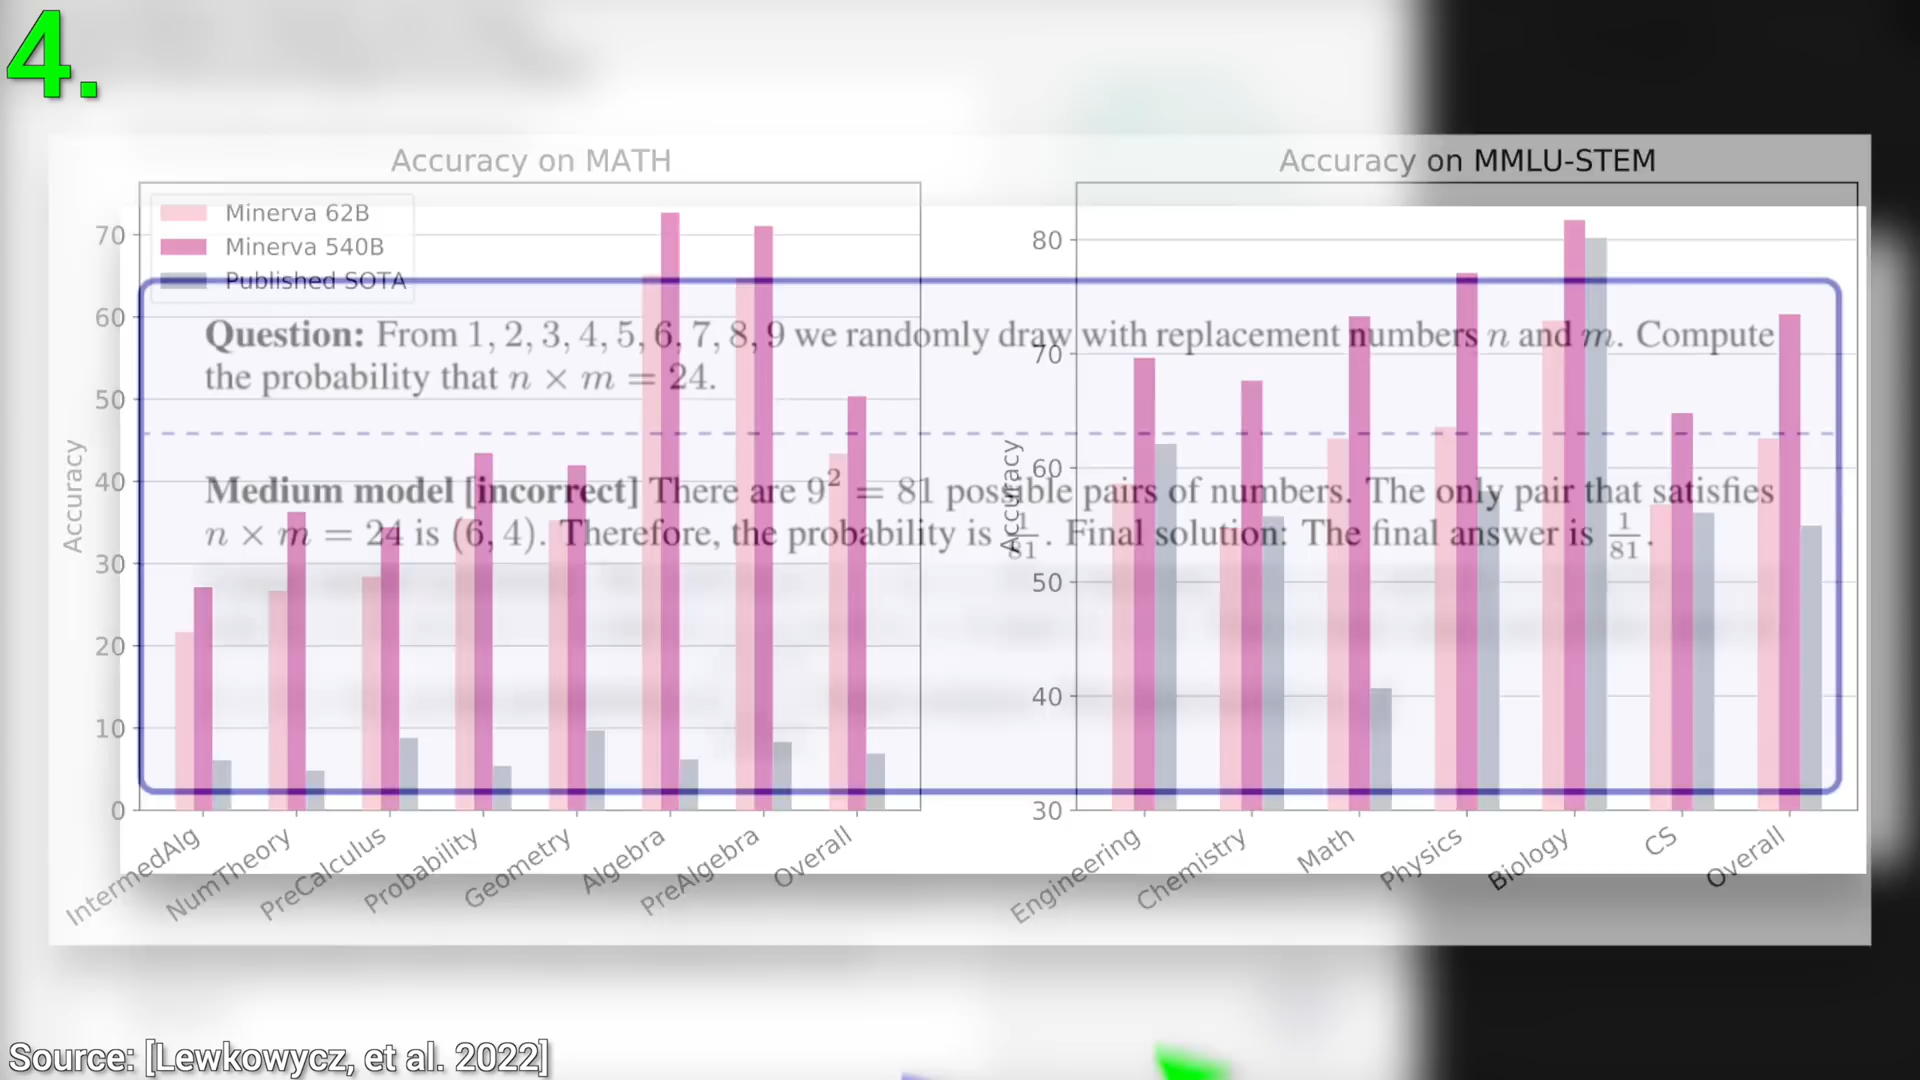 4.
Accuracy on MATH
Minerva 62B
Minerva 540B
Published SOTA
Accuracy
70
60
50
40
30
20
10
0
IntermedAlg
NumTheory
PreCalculus
Probability
Geometry
Algebra
PreAlgebra
Overall
Accuracy on MMLU-STEM
Accuracy
80
70
60
50
40
30
Engineering
Chemistry
Math
Physics
Biology
CS
Overall
Question: From 1, 2, 3, 4, 5, 6, 7, 8, 9 we randomly draw with replacement numbers n and m. Compute
the probability that n × m = 24.
Medium model [incorrect] There are 9² = 81 possible pairs of numbers. The only pair that satisfies
n × m = 24 is (6, 4). Therefore, the probability is 1/81. Final solution: The final answer is 1/81.
Source: [Lewkowycz, et al. 2022]